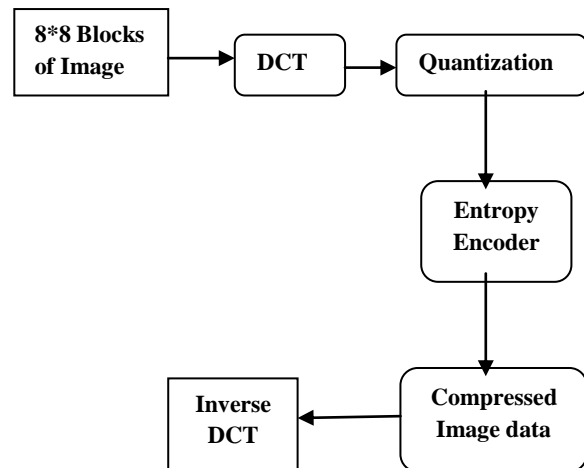 8*8 Blocks
of Image
DCT
Quantization
Entropy
Encoder
Compressed
Image data
Inverse
DCT